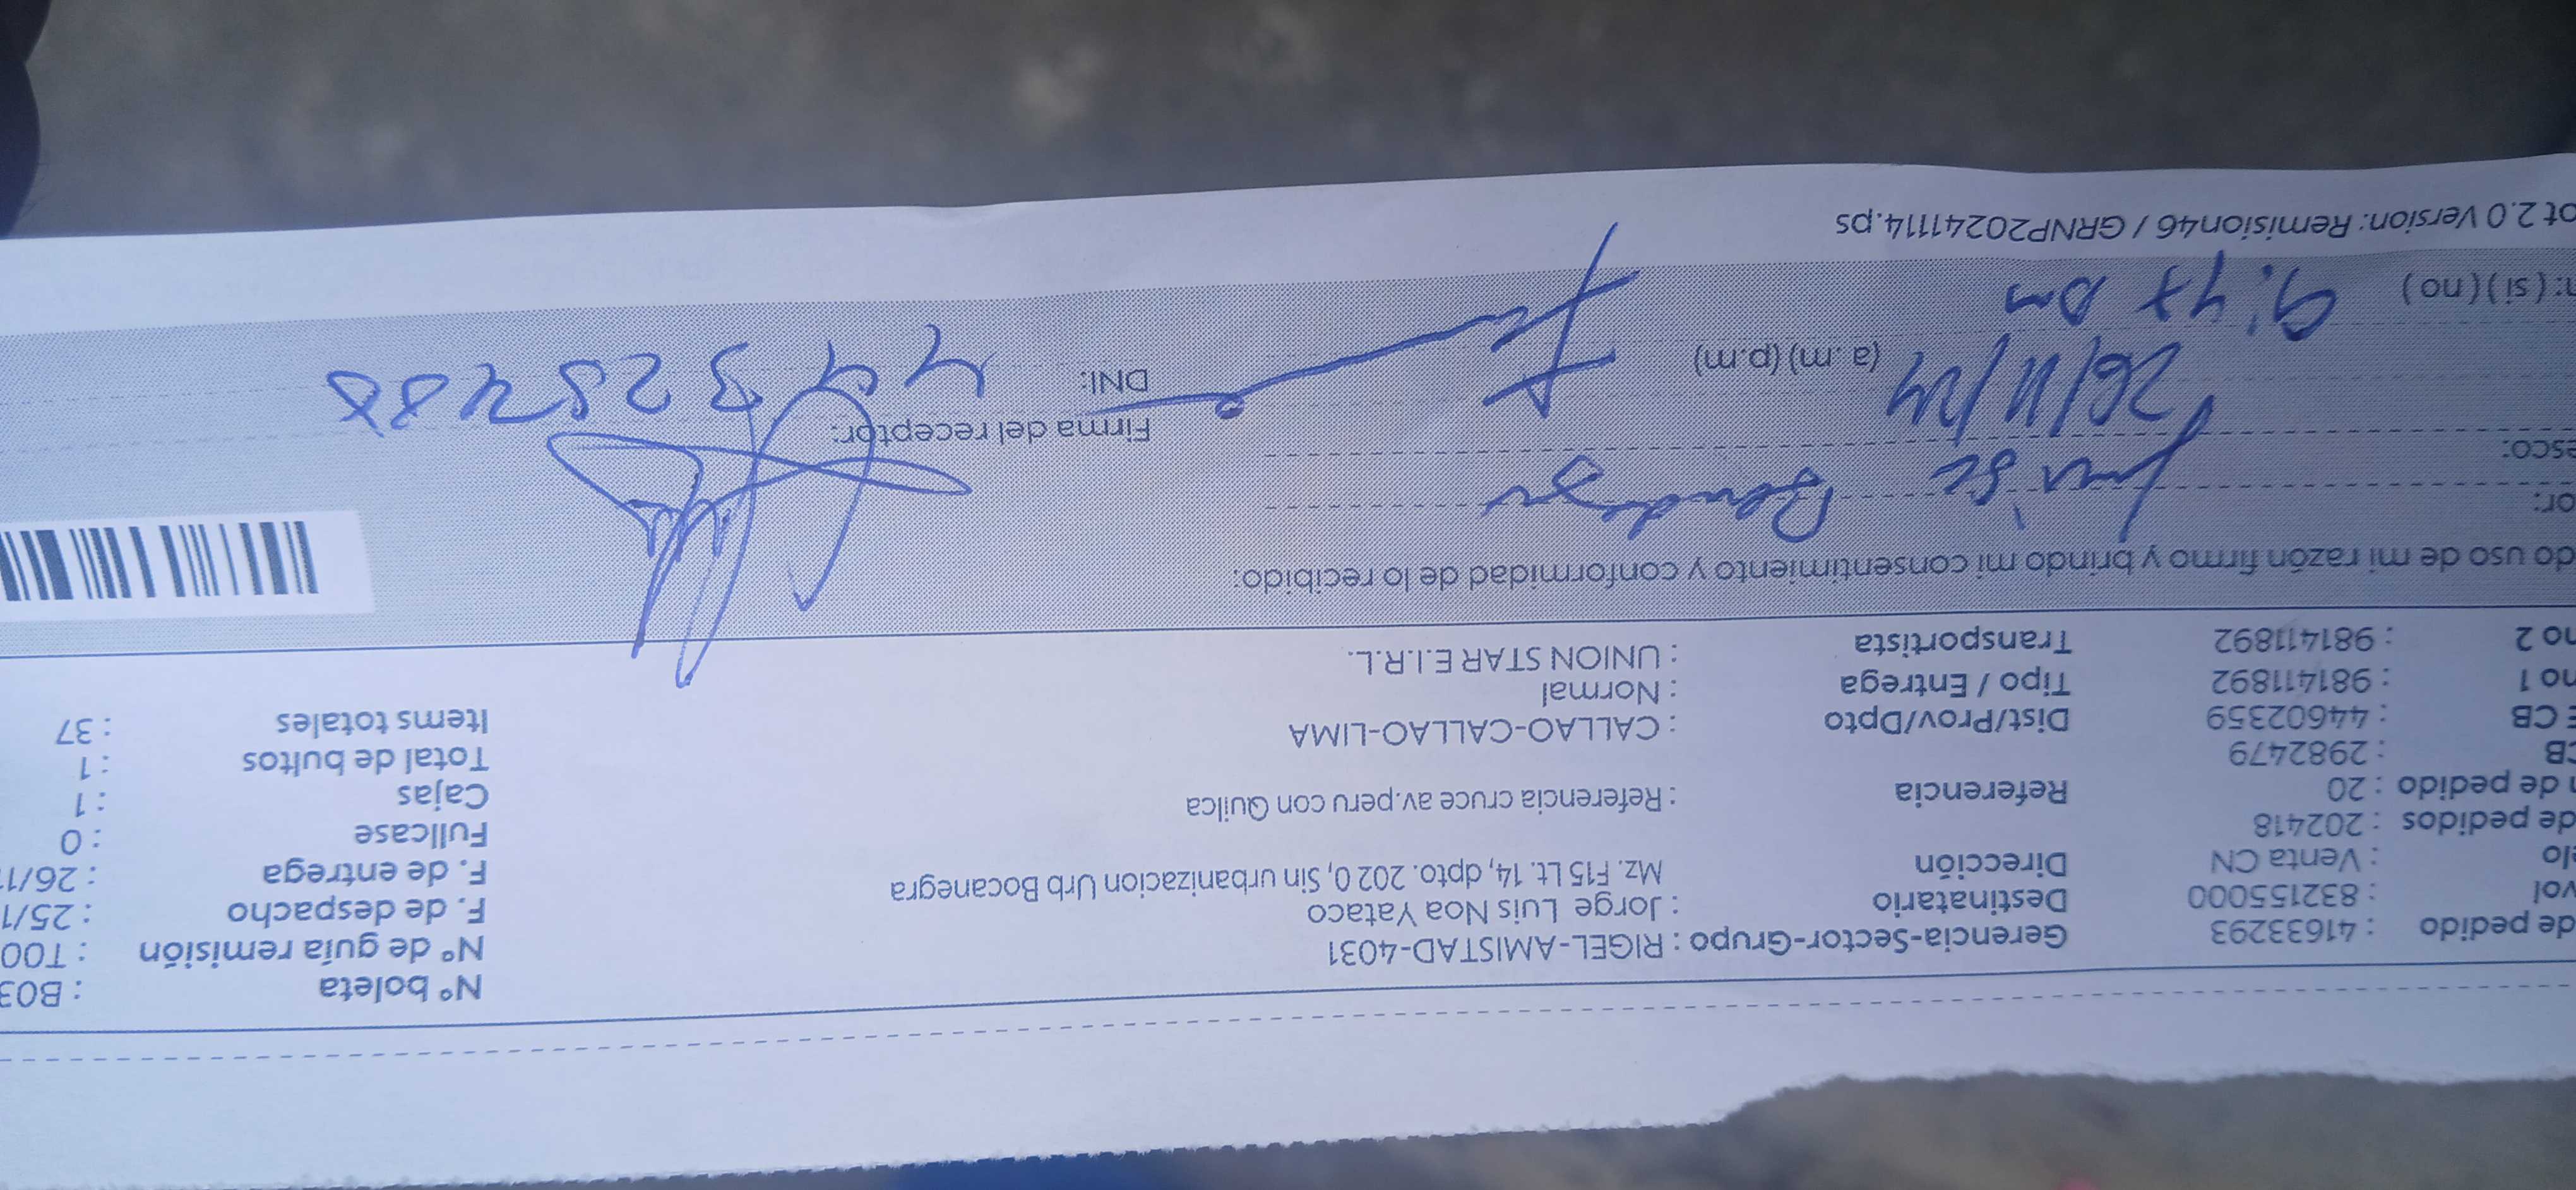 Nº boleta : B03
de pedido : 41633293 Gerencia-Sector-Grupo : RIGEL-AMISTAD-4031 Nº de guía remisión : T00
vol : 832155000 Destinatario : Jorge Luis Noa Yataco F. de despacho : 25/1
elo : Venta CN Dirección Mz. F15 Lt. 14, dpto. 202 0, Sin urbanizacion Urb Bocanegra F. de entrega : 26/1
de pedidos : 202418 Fullcase : 0
n de pedido : 20 Referencia : Referencia cruce av.peru con Quilca Cajas : 1
CB : 2982479 Total de bultos : 1
E CB : 44602359 Dist/Prov/Dpto : CALLAO-CALLAO-LIMA Items totales : 37
no 1 : 981411892 Tipo / Entrega : Normal
no 2 : 981411892 Transportista : UNION STAR E.I.R.L.
do uso de mi razón firmo y brindo mi consentimiento y conformidad de lo recibido:
or:
esco: Firma del receptor:
26/11/24 (a.m) (p.m) DNI:
n: ( si ) ( no ) 9:47 am
ot 2.0 Version: Remision46 / GRNP20241114.ps